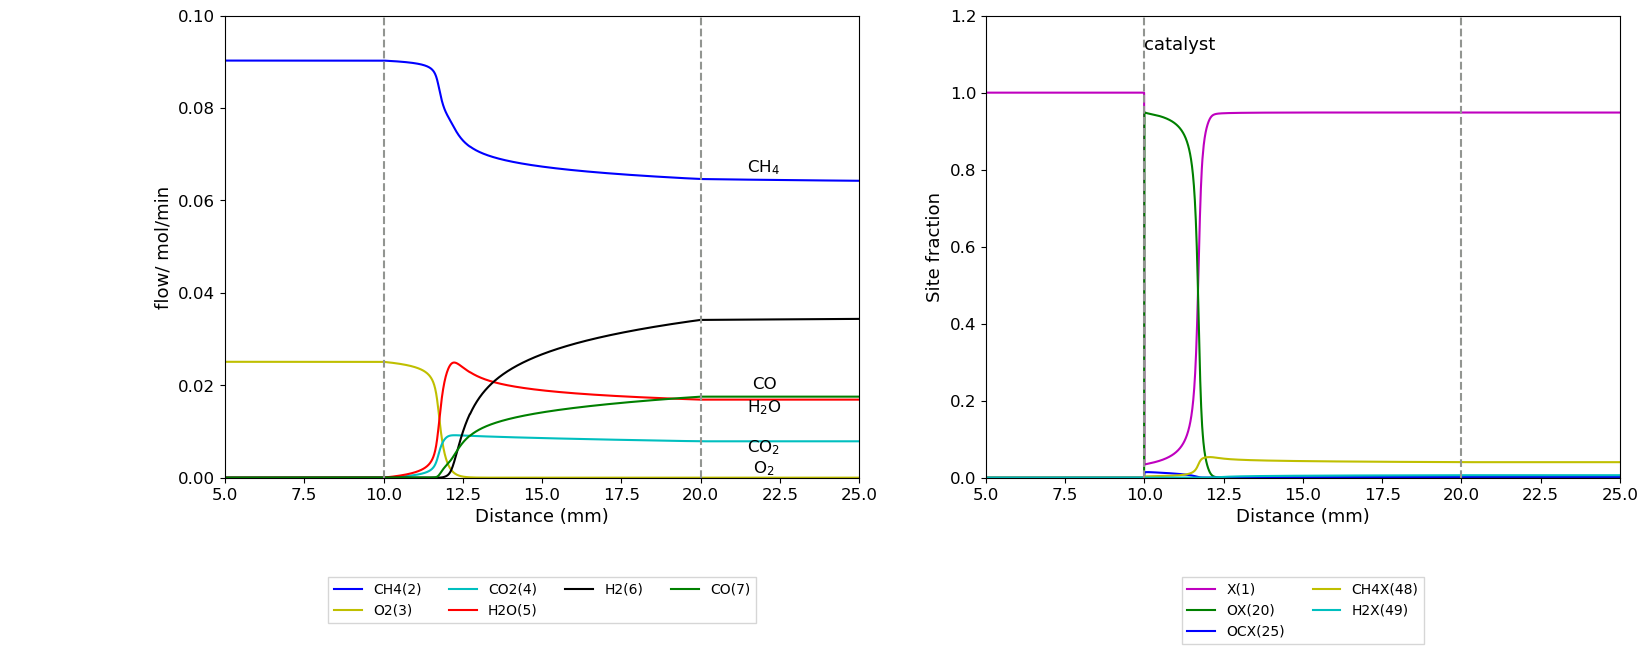 0.10
0.08
0.06
0.04
0.02
0.00
flow/ mol/min
CH₄
CO
H₂O
CO₂
O₂
5.0 7.5 10.0 12.5 15.0 17.5 20.0 22.5 25.0
Distance (mm)
CH4(2) CO2(4) H2(6) CO(7)
O2(3) H2O(5)
1.2
1.0
0.8
0.6
0.4
0.2
0.0
Site fraction
catalyst
5.0 7.5 10.0 12.5 15.0 17.5 20.0 22.5 25.0
Distance (mm)
X(1) CH4X(48)
OX(20) H2X(49)
OCX(25)